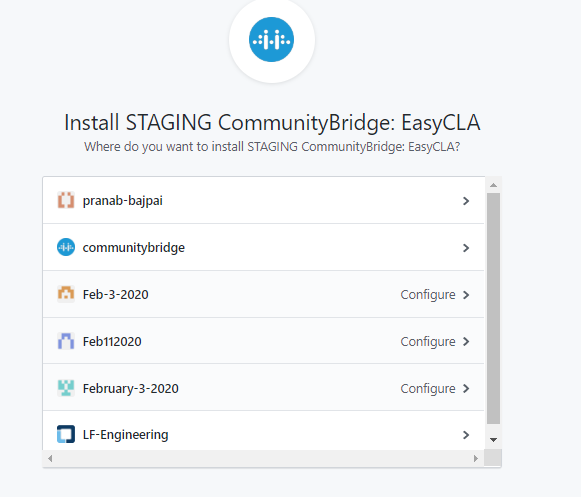 Install STAGING CommunityBridge: EasyCLA
Where do you want to install STAGING CommunityBridge: EasyCLA?
pranab-bajpai
communitybridge
Feb-3-2020 Configure
Feb112020 Configure
February-3-2020 Configure
LF-Engineering